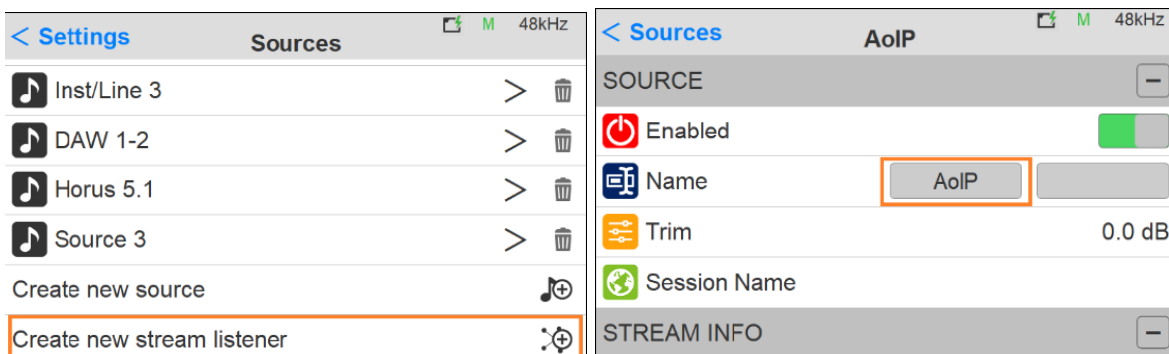 < Settings
Sources
M 48kHz
Inst/Line 3 >
DAW 1-2 >
Horus 5.1 >
Source 3 >
Create new source
Create new stream listener
< Sources
AoIP
M 48kHz
SOURCE
Enabled
Name AoIP
Trim 0.0 dB
Session Name
STREAM INFO